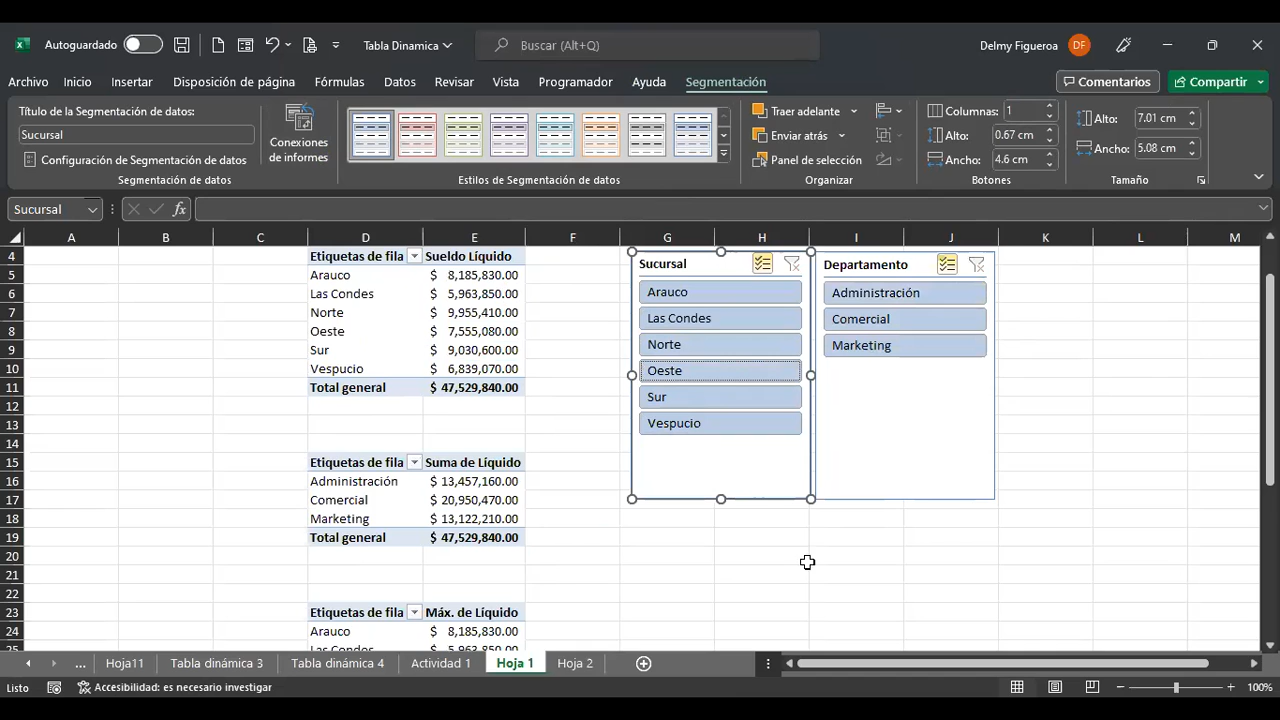 Autoguardado
Tabla Dinamica
Buscar (Alt+Q)
Delmy Figueroa
DF
Archivo Inicio Insertar Disposición de página Fórmulas Datos Revisar Vista Programador Ayuda Segmentación
Comentarios
Compartir
Título de la Segmentación de datos:
Sucursal
Configuración de Segmentación de datos
Segmentación de datos
Conexiones
de informes
Estilos de Segmentación de datos
Traer adelante
Enviar atrás
Panel de selección
Organizar
Columnas: 1
Alto: 0.67 cm
Ancho: 4.6 cm
Botones
Alto: 7.01 cm
Ancho: 5.08 cm
Tamaño
Sucursal
fx
A B C D E F G H I J K L M
4 Etiquetas de fila Sueldo Líquido
5 Arauco $ 8,185,830.00
6 Las Condes $ 5,963,850.00
7 Norte $ 9,955,410.00
8 Oeste $ 7,555,080.00
9 Sur $ 9,030,600.00
10 Vespucio $ 6,839,070.00
11 Total general $ 47,529,840.00
12
13
14
15 Etiquetas de fila Suma de Líquido
16 Administración $ 13,457,160.00
17 Comercial $ 20,950,470.00
18 Marketing $ 13,122,210.00
19 Total general $ 47,529,840.00
20
21
22
23 Etiquetas de fila Máx. de Líquido
24 Arauco $ 8,185,830.00
Sucursal
Arauco
Las Condes
Norte
Oeste
Sur
Vespucio
Departamento
Administración
Comercial
Marketing
... Hoja11 Tabla dinámica 3 Tabla dinámica 4 Actividad 1 Hoja 1 Hoja 2
Listo
Accesibilidad: es necesario investigar
100%